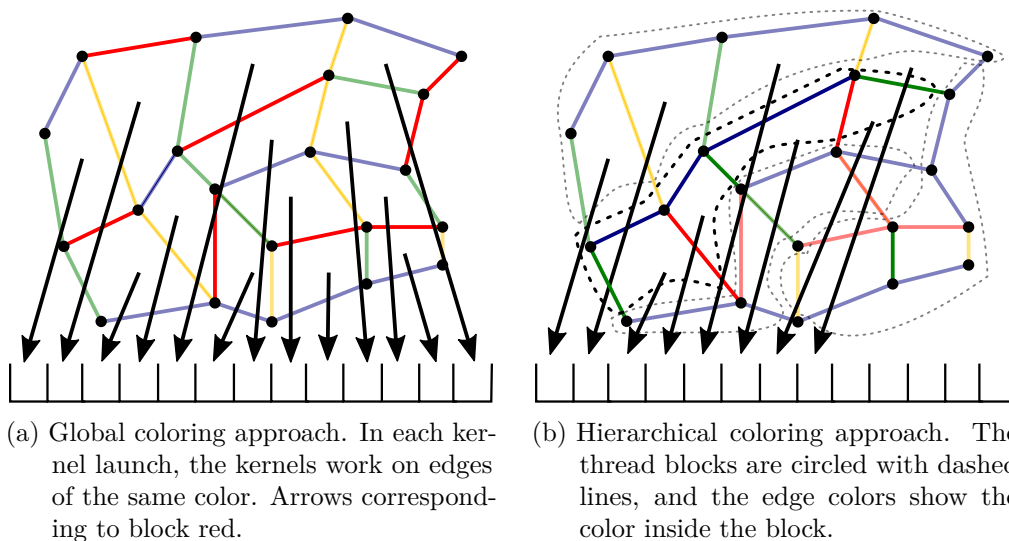 (a) Global coloring approach. In each ker-
nel launch, the kernels work on edges
of the same color. Arrows correspond-
ing to block red.
(b) Hierarchical coloring approach. The
thread blocks are circled with dashed
lines, and the edge colors show the
color inside the block.